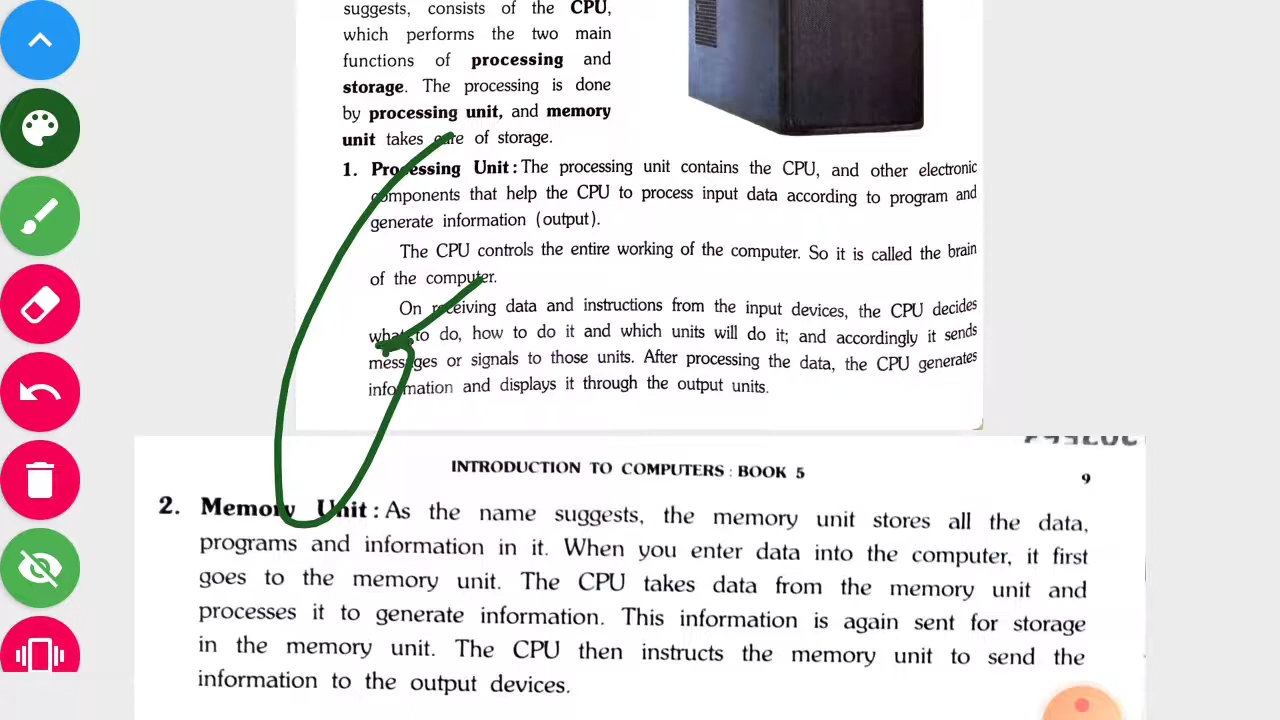 suggests, consists of the CPU,
which performs the two main
functions of processing and
storage. The processing is done
by processing unit, and memory
unit takes care of storage.
1. Processing Unit : The processing unit contains the CPU, and other electronic
components that help the CPU to process input data according to program and
generate information (output).
The CPU controls the entire working of the computer. So it is called the brain
of the computer.
On receiving data and instructions from the input devices, the CPU decides
what to do, how to do it and which units will do it; and accordingly it sends
messages or signals to those units. After processing the data, the CPU generates
information and displays it through the output units.
INTRODUCTION TO COMPUTERS : BOOK 5 9
2. Memory Unit : As the name suggests, the memory unit stores all the data,
programs and information in it. When you enter data into the computer, it first
goes to the memory unit. The CPU takes data from the memory unit and
processes it to generate information. This information is again sent for storage
in the memory unit. The CPU then instructs the memory unit to send the
information to the output devices.